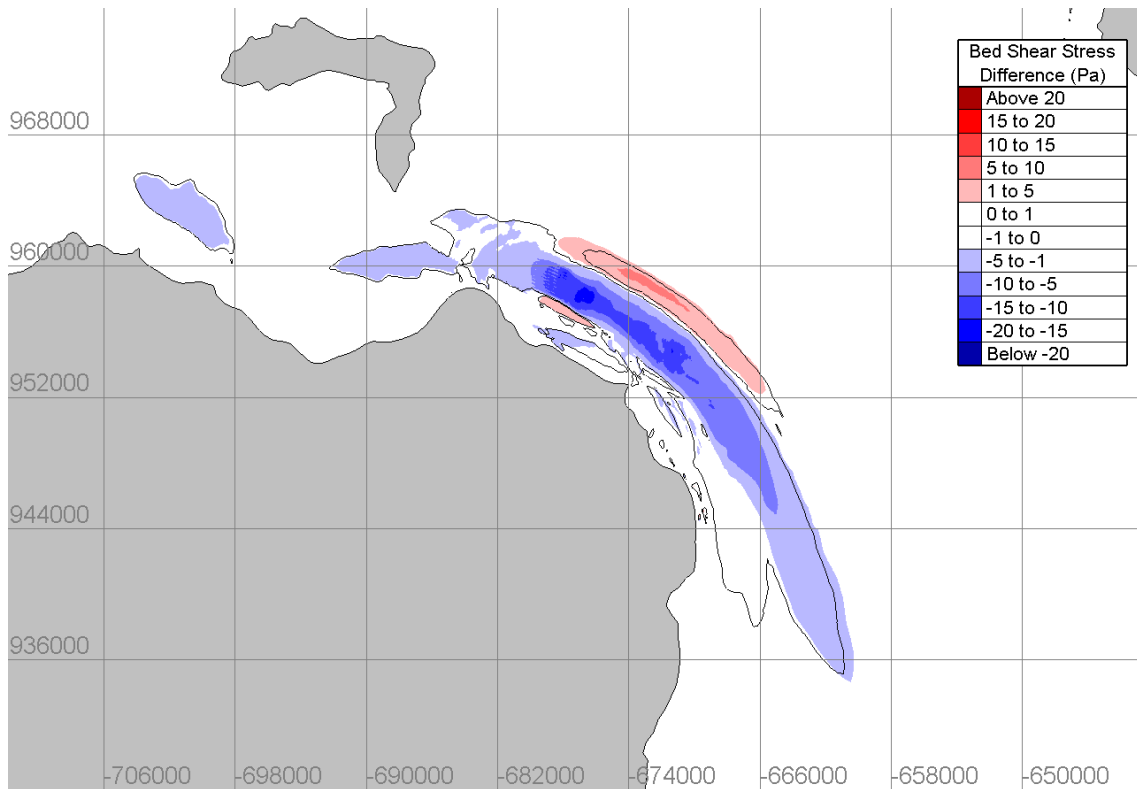 Bed Shear Stress
Difference (Pa)
Above 20
15 to 20
10 to 15
5 to 10
1 to 5
0 to 1
-1 to 0
-5 to -1
-10 to -5
-15 to -10
-20 to -15
Below -20
968000
960000
952000
944000
936000
-706000
-698000
-690000
-682000
-674000
-666000
-658000
-650000